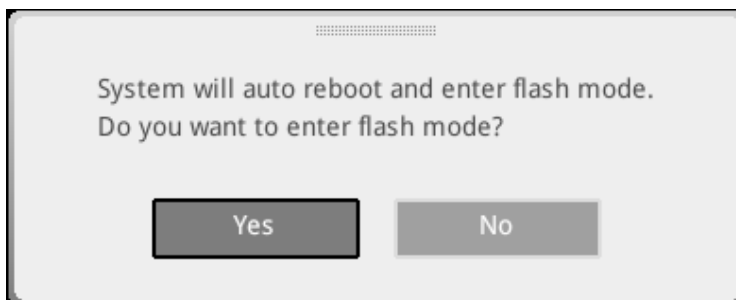 System will auto reboot and enter flash mode.
Do you want to enter flash mode?
Yes
No